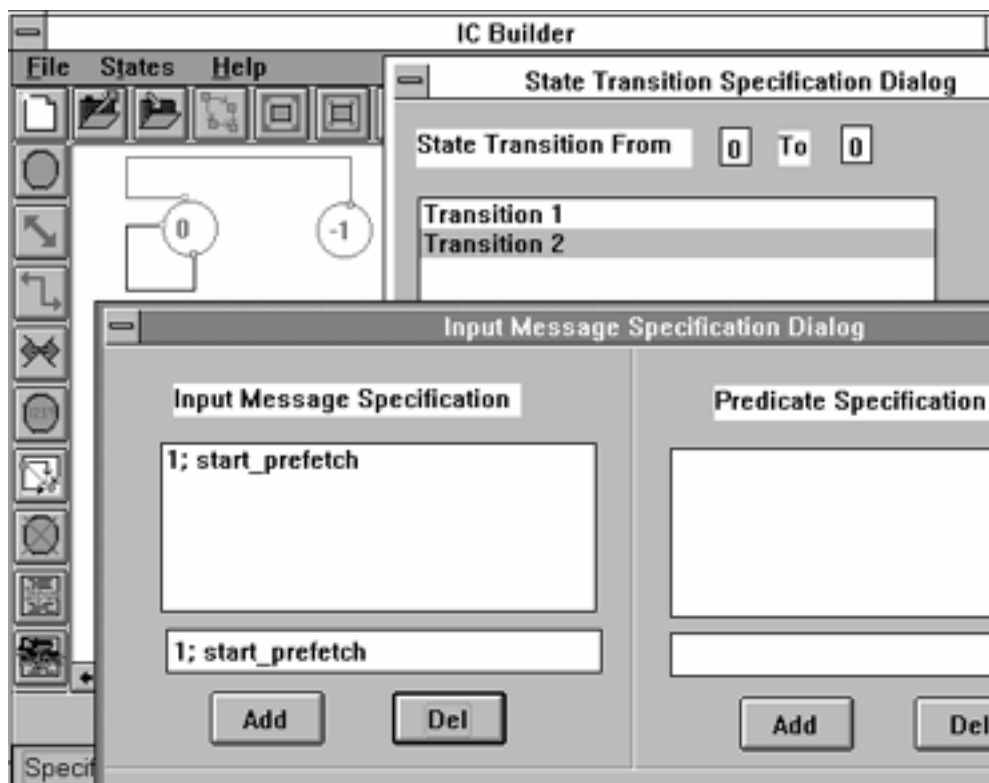 IC Builder
File States Help
State Transition Specification Dialog
State Transition From 0 To 0
Transition 1
Transition 2
0
-1
Input Message Specification Dialog
Input Message Specification
Predicate Specification
1; start_prefetch
1; start_prefetch
Add Del
Add Del
Specif